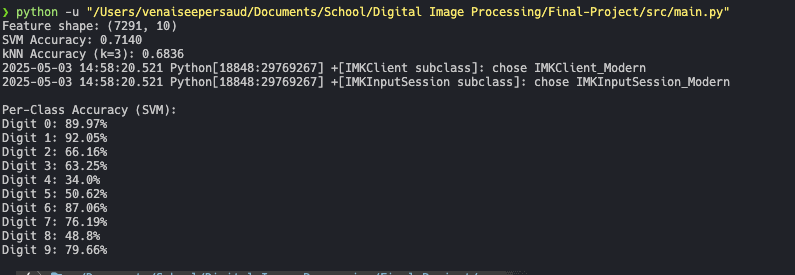 ❯ python -u "/Users/venaiseepersaud/Documents/School/Digital Image Processing/Final-Project/src/main.py"
Feature shape: (7291, 10)
SVM Accuracy: 0.7140
kNN Accuracy (k=3): 0.6836
2025-05-03 14:58:20.521 Python[18848:29769267] +[IMKClient subclass]: chose IMKClient_Modern
2025-05-03 14:58:20.521 Python[18848:29769267] +[IMKInputSession subclass]: chose IMKInputSession_Modern
Per-Class Accuracy (SVM):
Digit 0: 89.97%
Digit 1: 92.05%
Digit 2: 66.16%
Digit 3: 63.25%
Digit 4: 34.0%
Digit 5: 50.62%
Digit 6: 87.06%
Digit 7: 76.19%
Digit 8: 48.8%
Digit 9: 79.66%